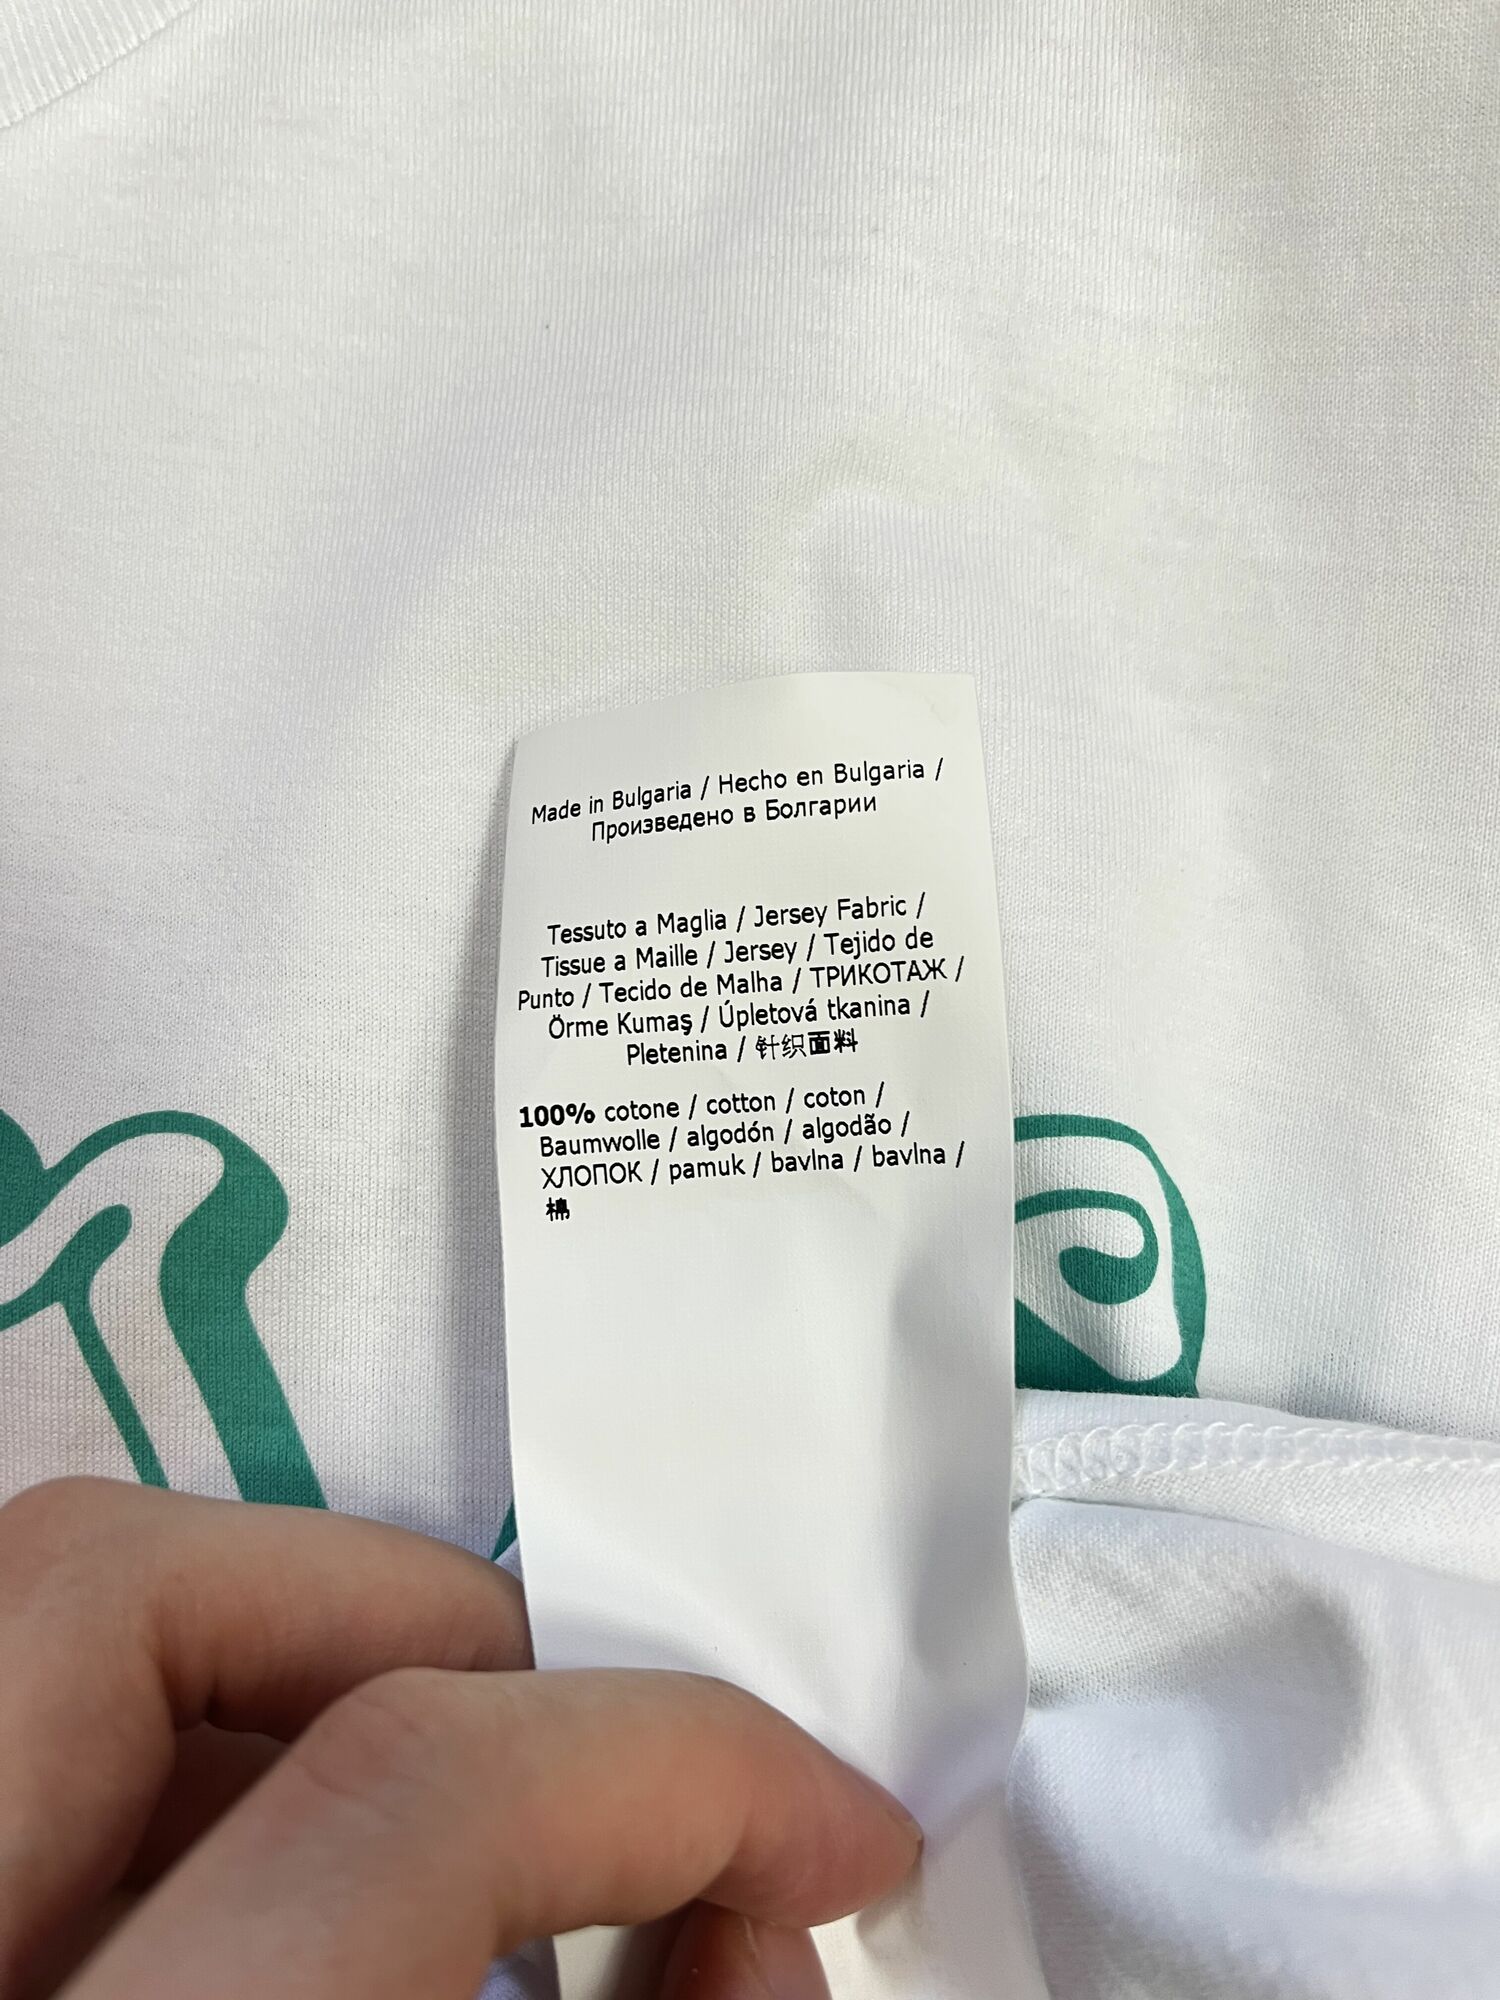 Made in Bulgaria / Hecho en Bulgaria /
Произведено в Болгарии
Tessuto a Maglia / Jersey Fabric /
Tissue a Maille / Jersey / Tejido de
Punto / Tecido de Malha / ТРИКОТАЖ /
Örme Kumaş / Úpletová tkanina /
Pletenina / 针织面料
100% cotone / cotton / coton /
Baumwolle / algodón / algodão /
ХЛОПОК / pamuk / bavlna / bavlna /
棉